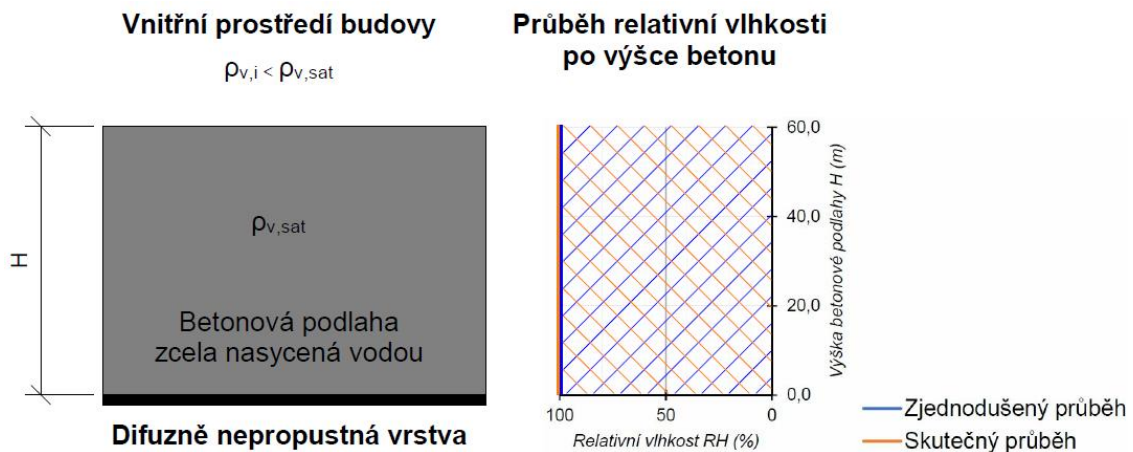 Vnitřní prostředí budovy
ρv,i < ρv,sat
H
ρv,sat
Betonová podlaha
zcela nasycená vodou
Difuzně nepropustná vrstva
Průběh relativní vlhkosti
po výšce betonu
60,0
40,0
20,0
0,0
Výška betonové podlahy H (m)
100
50
0
Relativní vlhkost RH (%)
Zjednodušený průběh
Skutečný průběh